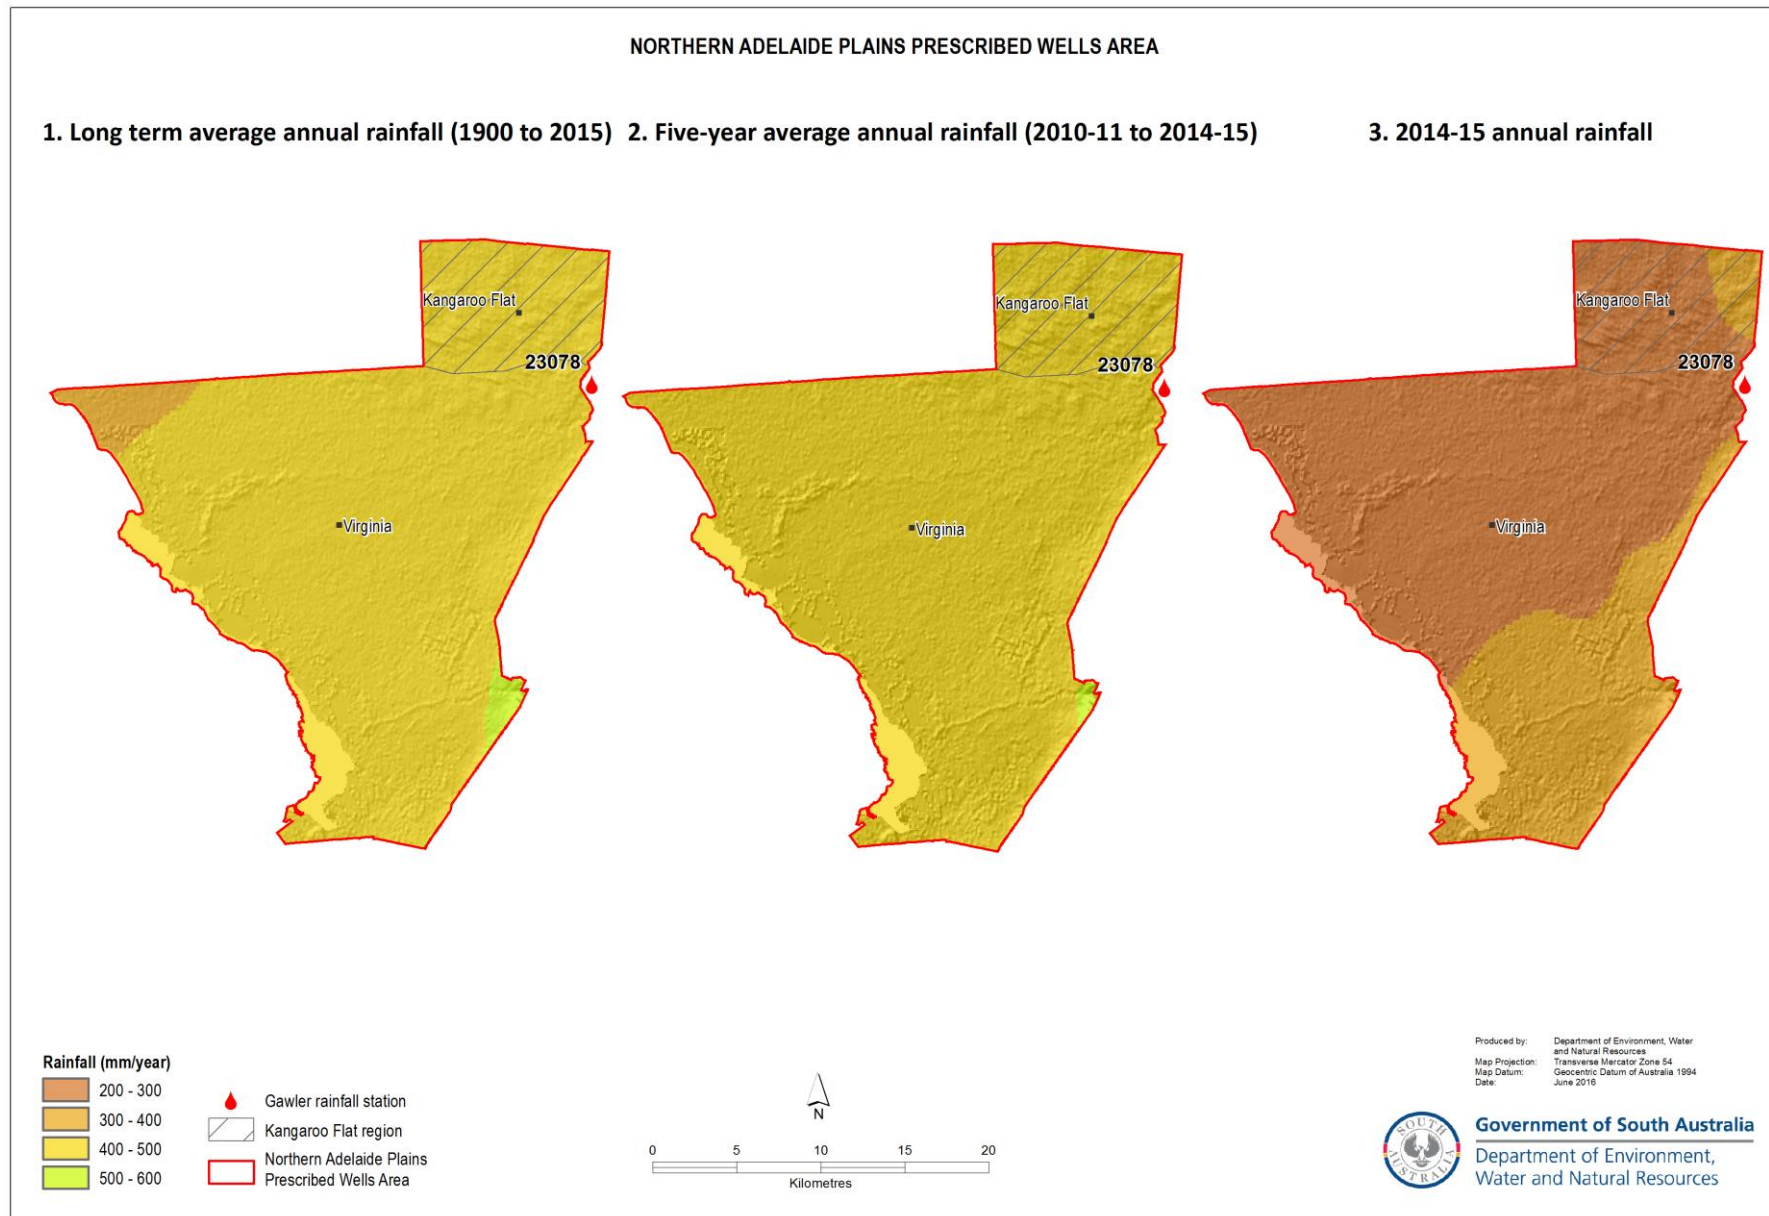 NORTHERN ADELAIDE PLAINS PRESCRIBED WELLS AREA
1. Long term average annual rainfall (1900 to 2015)
2. Five-year average annual rainfall (2010-11 to 2014-15)
3. 2014-15 annual rainfall
Kangaroo Flat
23078
Virginia
Kangaroo Flat
23078
Virginia
Kangaroo Flat
23078
Virginia
Rainfall (mm/year)
200 - 300
300 - 400
400 - 500
500 - 600
Gawler rainfall station
Kangaroo Flat region
Northern Adelaide Plains
Prescribed Wells Area
N
0 5 10 15 20
Kilometres
Produced by: Department of Environment, Water
and Natural Resources
Map Projection: Transverse Mercator Zone 54
Map Datum: Geocentric Datum of Australia 1994
Date: June 2016
SOUTH
AUSTRALIA
Government of South Australia
Department of Environment,
Water and Natural Resources